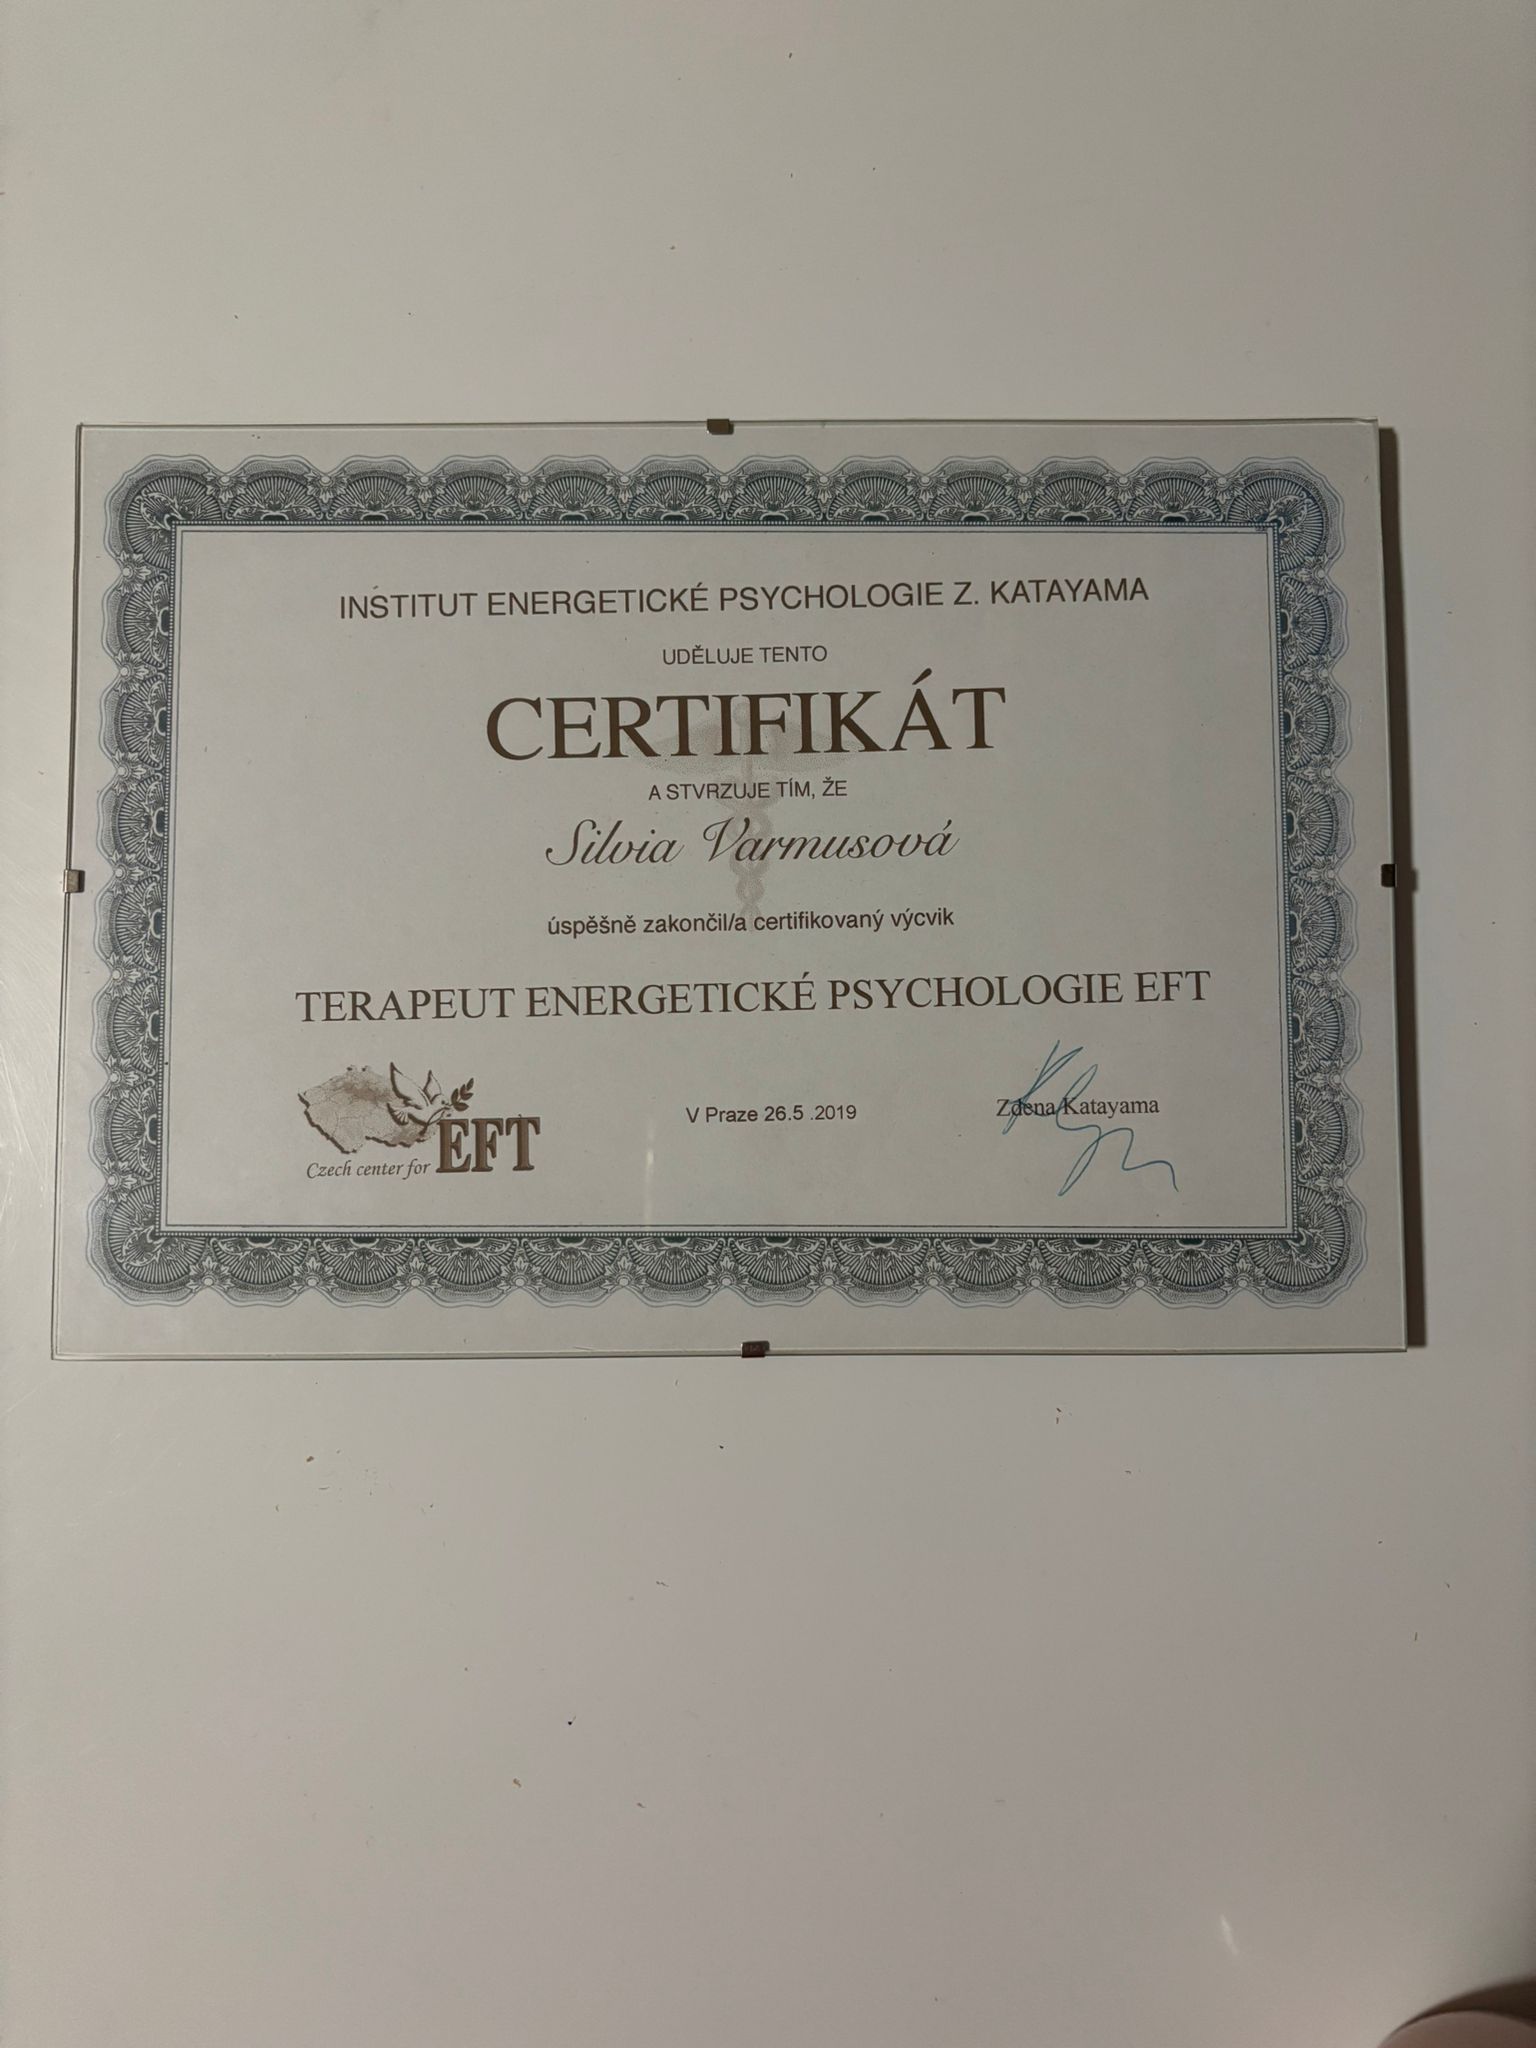 INSTITUT ENERGETICKÉ PSYCHOLOGIE Z. KATAYAMA
UDĚLUJE TENTO
CERTIFIKÁT
A STVRZUJE TÍM, ŽE
Silvia Varmusová
úspěšně zakončil/a certifikovaný výcvik
TERAPEUT ENERGETICKÉ PSYCHOLOGIE EFT
Czech center for EFT
V Praze 26.5 .2019
Zdena Katayama